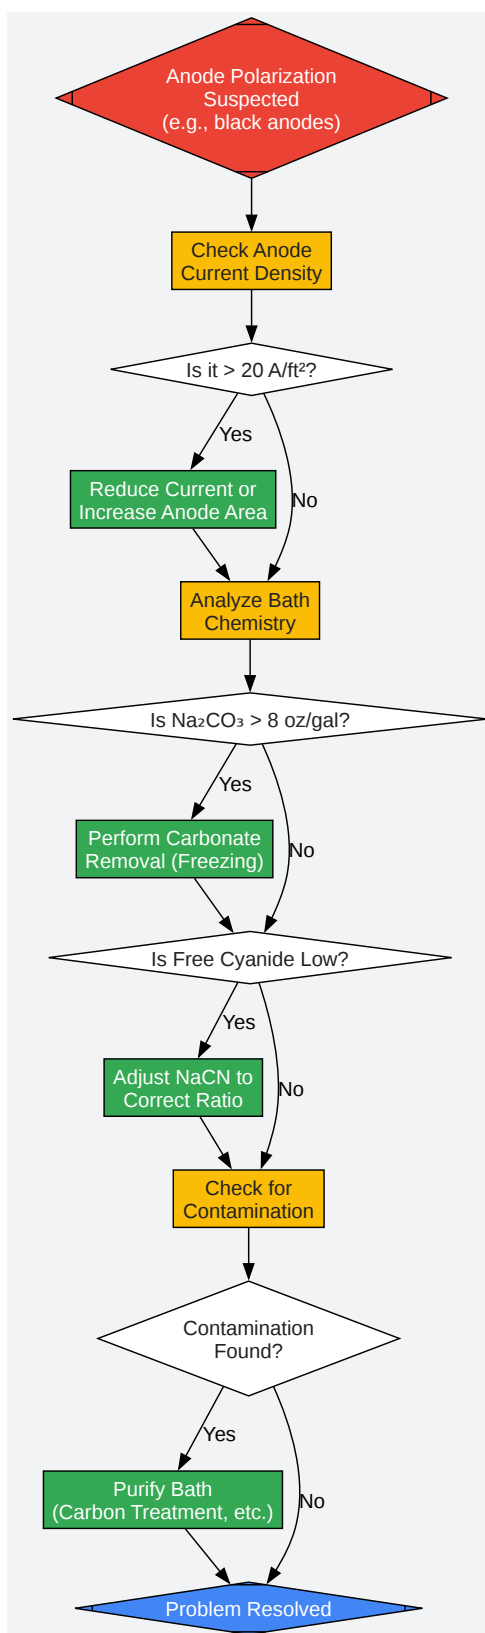 Anode Polarization
Suspected
(e.g., black anodes)
Check Anode
Current Density
Is it > 20 A/ft²?
Yes
Reduce Current or
Increase Anode Area
No
Analyze Bath
Chemistry
Is Na₂CO₃ > 8 oz/gal?
Yes
Perform Carbonate
Removal (Freezing)
No
Is Free Cyanide Low?
Yes
Adjust NaCN to
Correct Ratio
No
Check for
Contamination
Contamination
Found?
Yes
Purify Bath
(Carbon Treatment, etc.)
No
Problem Resolved